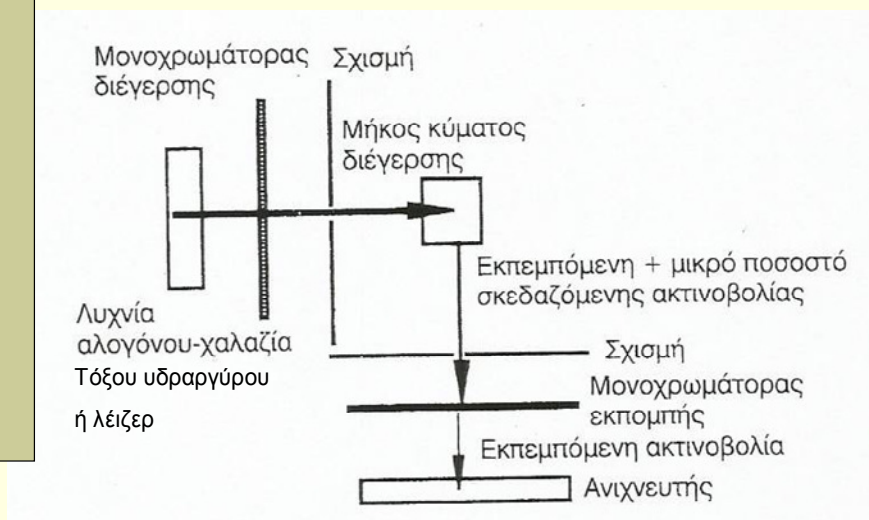 Μονοχρωμάτορας
διέγερσης
Σχισμή
Μήκος κύματος
διέγερσης
Εκπεμπόμενη + μικρό ποσοστό
σκεδαζόμενης ακτινοβολίας
Λυχνία
αλογόνου-χαλαζία
Τόξου υδραργύρου
ή λέιζερ
Σχισμή
Μονοχρωμάτορας
εκπομπής
Εκπεμπόμενη ακτινοβολία
Ανιχνευτής